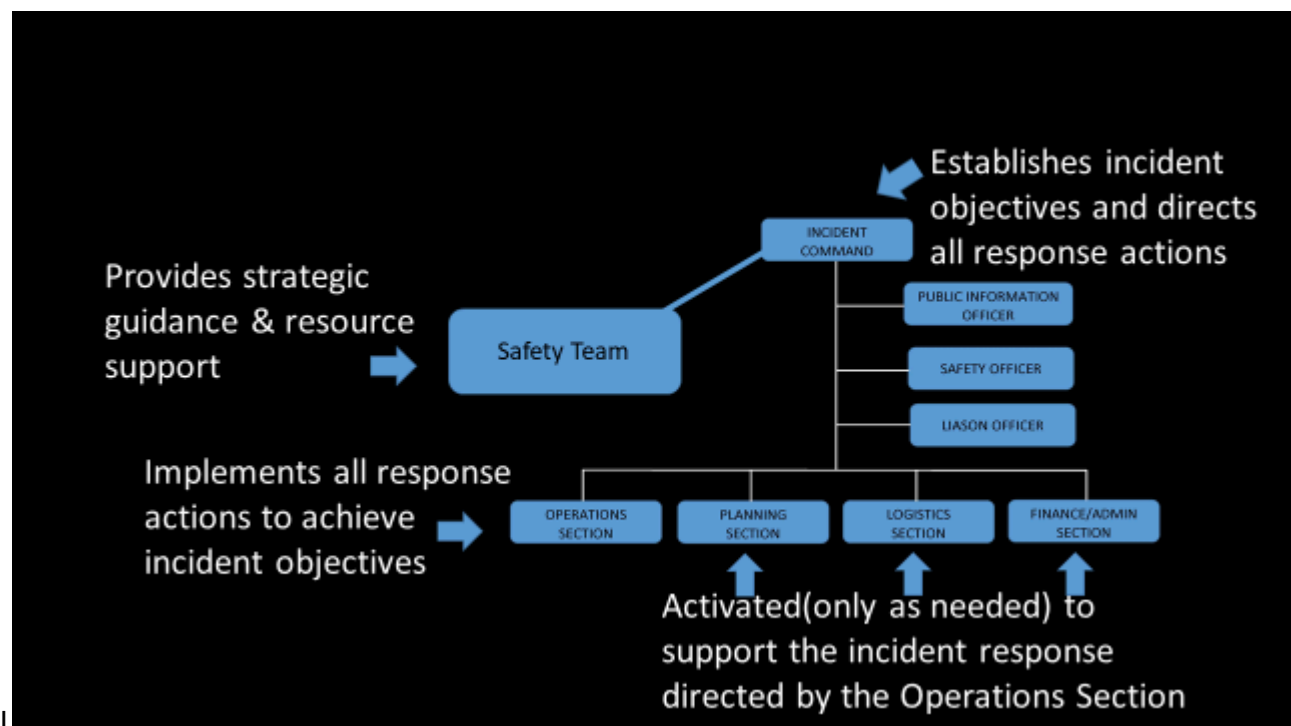 Establishes incident
objectives and directs
all response actions
INCIDENT
COMMAND
Provides strategic
guidance & resource
support
Safety Team
PUBLIC INFORMATION
OFFICER
SAFETY OFFICER
LIASON OFFICER
Implements all response
actions to achieve
incident objectives
OPERATIONS
SECTION
PLANNING
SECTION
LOGISTICS
SECTION
FINANCE/ADMIN
SECTION
Activated(only as needed) to
support the incident response
directed by the Operations Section